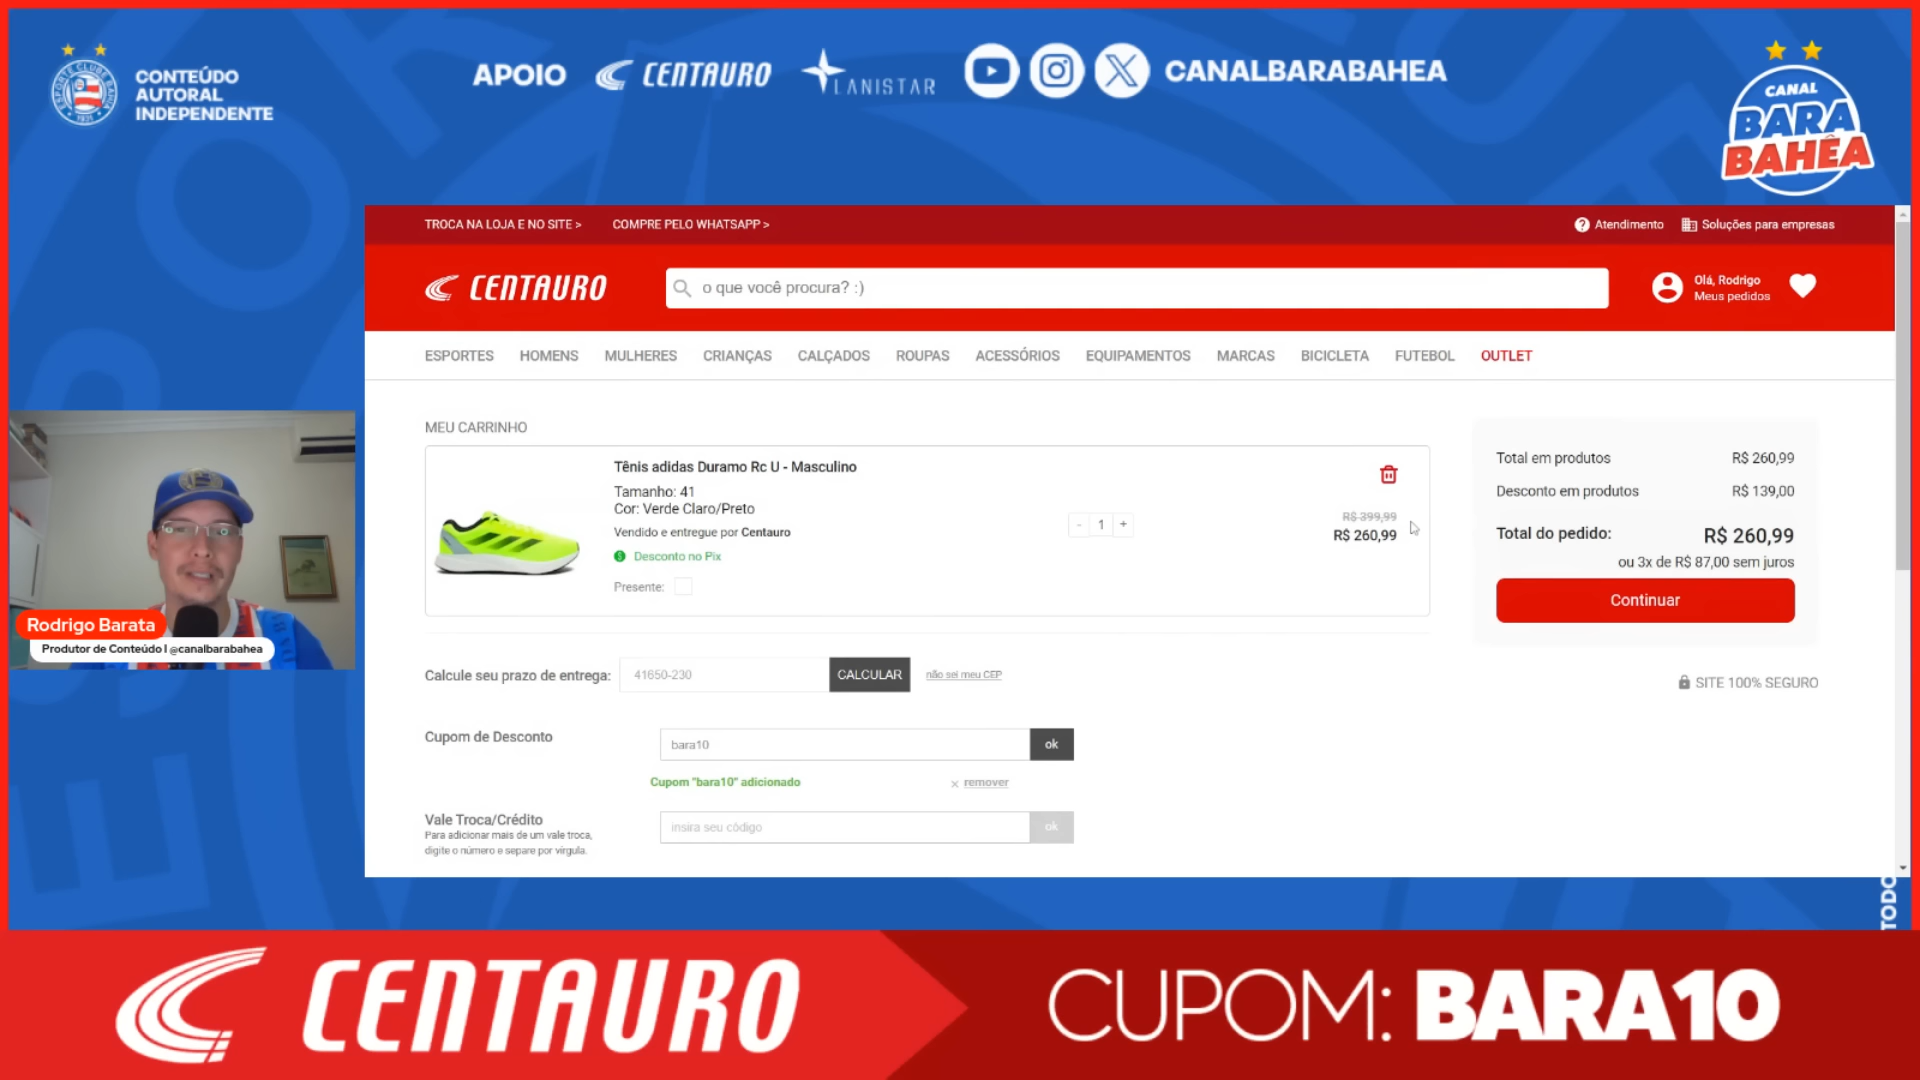 CONTEÚDO
AUTORAL
INDEPENDENTE
ESPORTE CLUBE BAHIA
1931
APOIO
CENTAURO
LANISTAR
CANALBARABAHEA
CANAL
BARA
BAHÊA
TROCA NA LOJA E NO SITE >
COMPRE PELO WHATSAPP >
Atendimento
Soluções para empresas
CENTAURO
o que você procura? :)
Olá, Rodrigo
Meus pedidos
ESPORTES HOMENS MULHERES CRIANÇAS CALÇADOS ROUPAS ACESSÓRIOS EQUIPAMENTOS MARCAS BICICLETA FUTEBOL OUTLET
MEU CARRINHO
Tênis adidas Duramo Rc U - Masculino
Tamanho: 41
Cor: Verde Claro/Preto
Vendido e entregue por Centauro
Desconto no Pix
Presente:
- 1 +
R$ 399,99
R$ 260,99
Total em produtos R$ 260,99
Desconto em produtos R$ 139,00
Total do pedido: R$ 260,99
ou 3x de R$ 87,00 sem juros
Continuar
SITE 100% SEGURO
Calcule seu prazo de entrega: 41650-230 CALCULAR não sei meu CEP
Cupom de Desconto bara10 ok
Cupom "bara10" adicionado x remover
Vale Troca/Crédito
Para adicionar mais de um vale troca,
digite o número e separe por vírgula.
insira seu código ok
Rodrigo Barata
Produtor de Conteúdo | @canalbarabahea
TODO
CENTAURO
CUPOM: BARA10